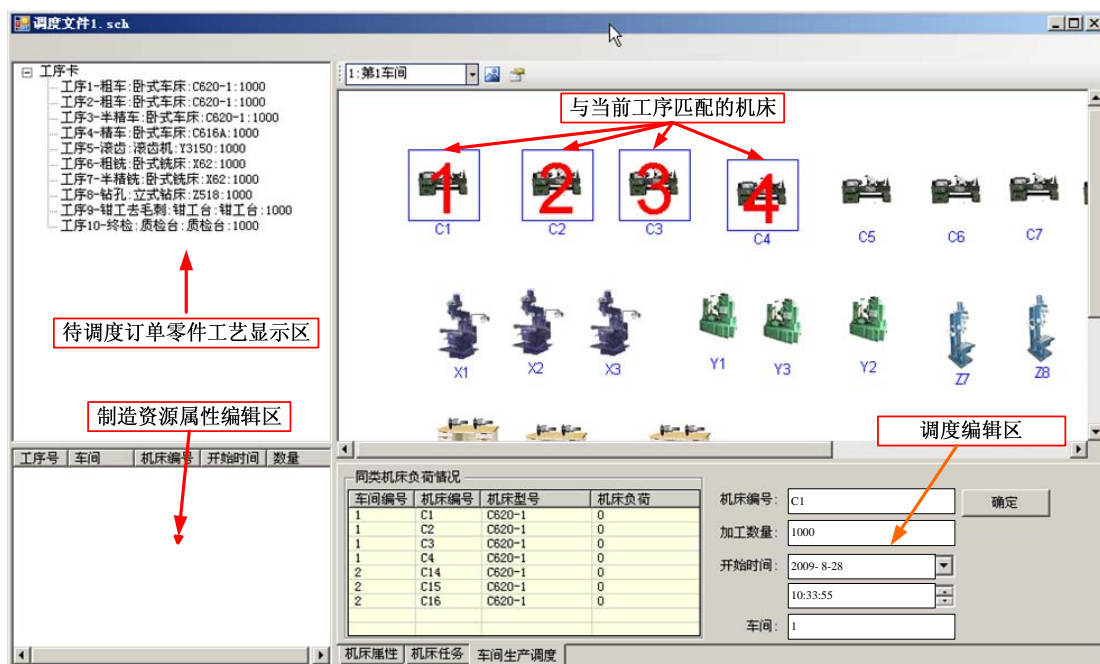 调度文件1.sch
工序卡
工序1-粗车:卧式车床:C620-1:1000
工序2-粗车:卧式车床:C620-1:1000
工序3-半精车:卧式车床:C620-1:1000
工序4-精车:卧式车床:C616A:1000
工序5-滚齿:滚齿机:Y3150:1000
工序6-粗铣:卧式铣床:X62:1000
工序7-半精铣:卧式铣床:X62:1000
工序8-钻孔:立式钻床:Z518:1000
工序9-钳工去毛刺:钳工台:钳工台:1000
工序10-终检:质检台:质检台:1000
待调度订单零件工艺显示区
制造资源属性编辑区
工序号 车间 机床编号 开始时间 数量
1:第1车间
与当前工序匹配的机床
1 2 3 4
C1 C2 C3 C4 C5 C6 C7
X1 X2 X3 Y1 Y3 Y2 Z7 Z8
调度编辑区
同类机床负荷情况
车间编号 机床编号 机床型号 机床负荷
1 C1 C620-1 0
1 C2 C620-1 0
1 C3 C620-1 0
1 C4 C620-1 0
2 C14 C620-1 0
2 C15 C620-1 0
2 C16 C620-1 0
机床编号: C1 确定
加工数量: 1000
开始时间: 2009- 8-28
10:33:55
车间: 1
机床属性 机床任务 车间生产调度